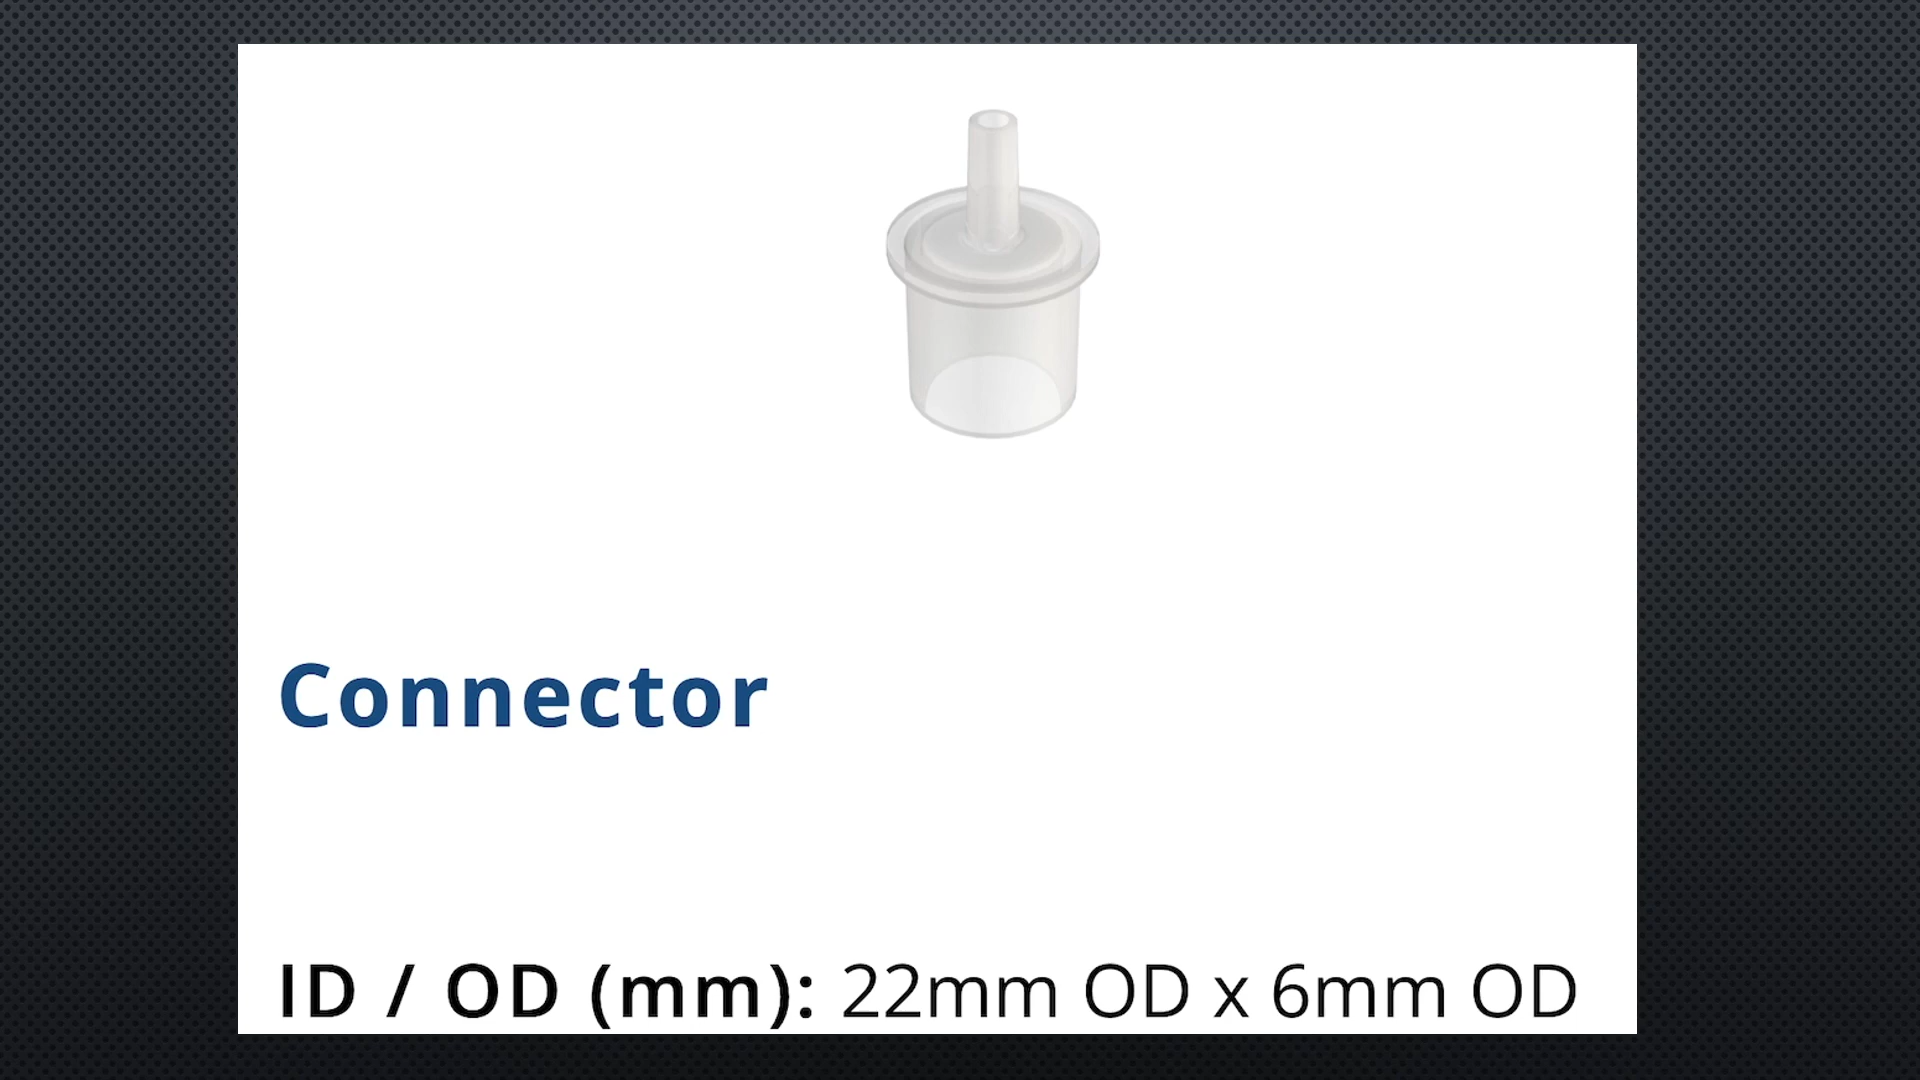 Connector
ID / OD (mm): 22mm OD x 6mm OD